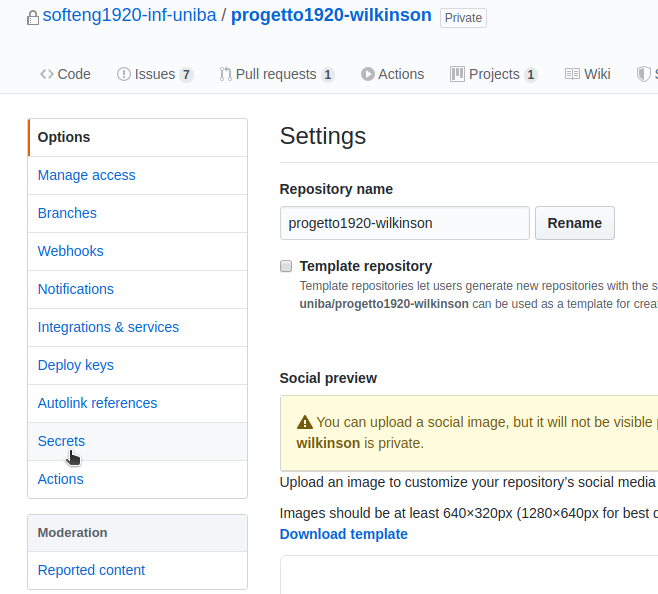 softeng1920-inf-uniba / progetto1920-wilkinson Private
Code Issues 7 Pull requests 1 Actions Projects 1 Wiki
Options
Manage access
Branches
Webhooks
Notifications
Integrations & services
Deploy keys
Autolink references
Secrets
Actions
Moderation
Reported content
Settings
Repository name
progetto1920-wilkinson Rename
Template repository
Template repositories let users generate new repositories with the s
uniba/progetto1920-wilkinson can be used as a template for crea
Social preview
You can upload a social image, but it will not be visible
wilkinson is private.
Upload an image to customize your repository's social media
Images should be at least 640×320px (1280×640px for best
Download template